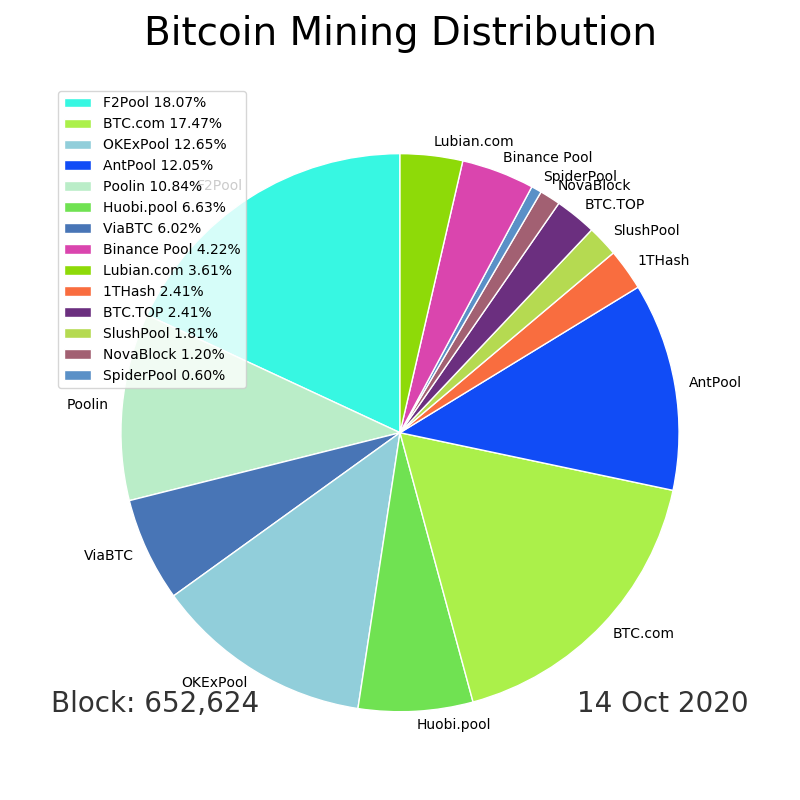 Bitcoin Mining Distribution
F2Pool 18.07%
BTC.com 17.47%
OKExPool 12.65%
AntPool 12.05%
Poolin 10.84%
Huobi.pool 6.63%
ViaBTC 6.02%
Binance Pool 4.22%
Lubian.com 3.61%
1THash 2.41%
BTC.TOP 2.41%
SlushPool 1.81%
NovaBlock 1.20%
SpiderPool 0.60%
F2Pool
Lubian.com
Binance Pool
SpiderPool
NovaBlock
BTC.TOP
SlushPool
1THash
AntPool
Poolin
ViaBTC
BTC.com
OKExPool
Huobi.pool
Block: 652,624
14 Oct 2020